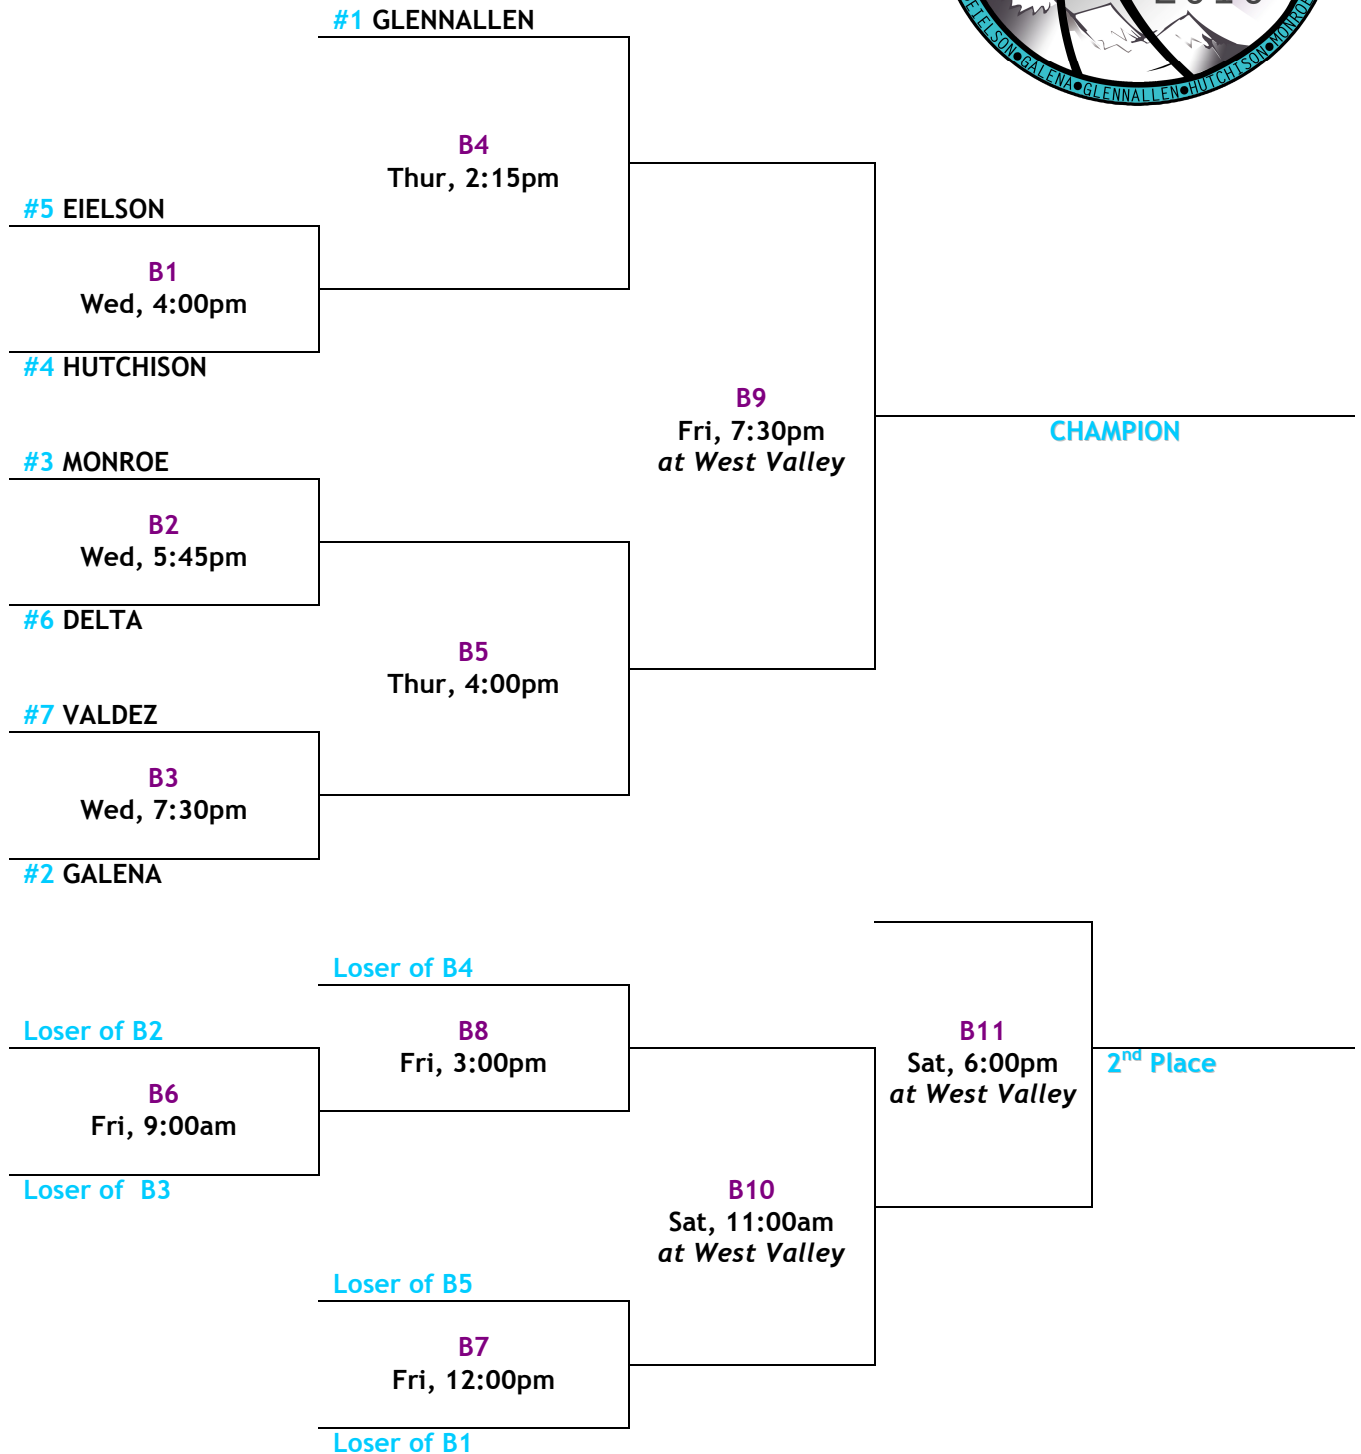 #1 GLENNALLEN
EIELSON●GALENA●GLENNALLEN●HUTCHISON●MONROE
B4
Thur, 2:15pm
#5 EIELSON
B1
Wed, 4:00pm
#4 HUTCHISON
B9
Fri, 7:30pm
at West Valley
CHAMPION
#3 MONROE
B2
Wed, 5:45pm
#6 DELTA
B5
Thur, 4:00pm
#7 VALDEZ
B3
Wed, 7:30pm
#2 GALENA
Loser of B4
Loser of B2
B8
Fri, 3:00pm
B11
Sat, 6:00pm
at West Valley
2nd Place
B6
Fri, 9:00am
Loser of  B3
B10
Sat, 11:00am
at West Valley
Loser of B5
B7
Fri, 12:00pm
Loser of B1